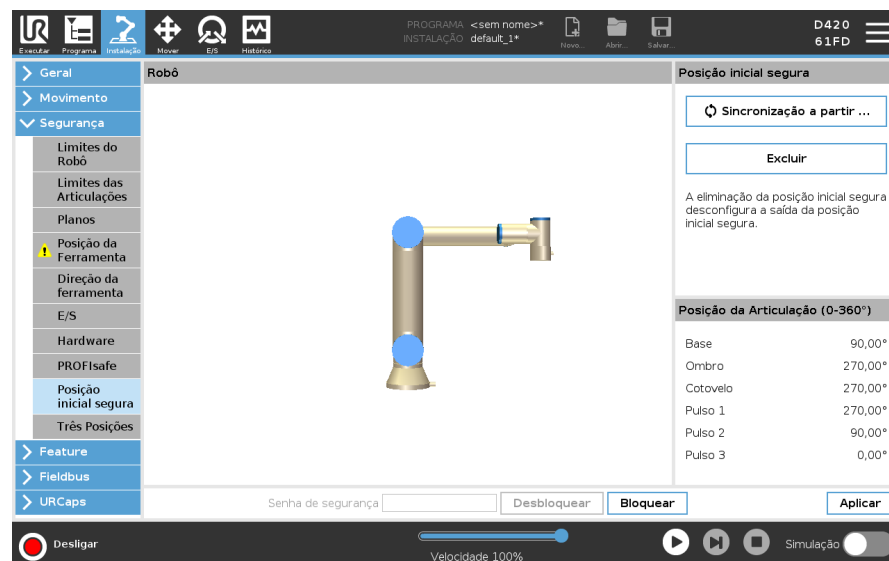 PROGRAMA <sem nome>*
INSTALAÇÃO default_1*
Executar Programa Instalação Mover E/S Histórico
Novo... Abrir... Salvar...
D420
61FD
Geral
Movimento
Segurança
Limites do
Robô
Limites das
Articulações
Planos
Posição da
Ferramenta
Direção da
ferramenta
E/S
Hardware
PROFIsafe
Posição
inicial segura
Três Posições
Feature
Fieldbus
URCaps
Robô
Posição inicial segura
Sincronização a partir ...
Excluir
A eliminação da posição inicial segura
desconfigura a saída da posição
inicial segura.
Posição da Articulação (0-360°)
Base 90,00°
Ombro 270,00°
Cotovelo 270,00°
Pulso 1 270,00°
Pulso 2 90,00°
Pulso 3 0,00°
Senha de segurança Desbloquear Bloquear Aplicar
Desligar
Velocidade 100%
Simulação